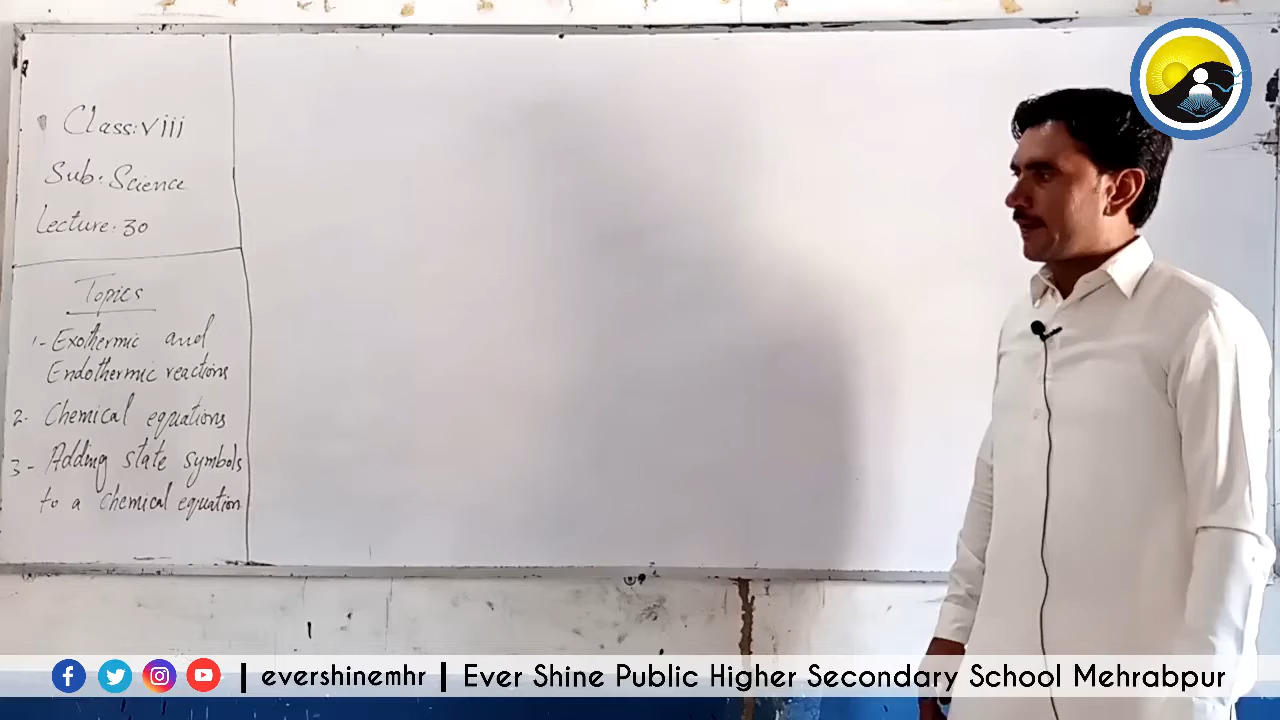 Class: viii
Sub: Science
Lecture: 30
Topics
1- Exothermic and
Endothermic reactions
2- Chemical equations
3- Adding state symbols
to a chemical equation
| evershinemhr | Ever Shine Public Higher Secondary School Mehrabpur